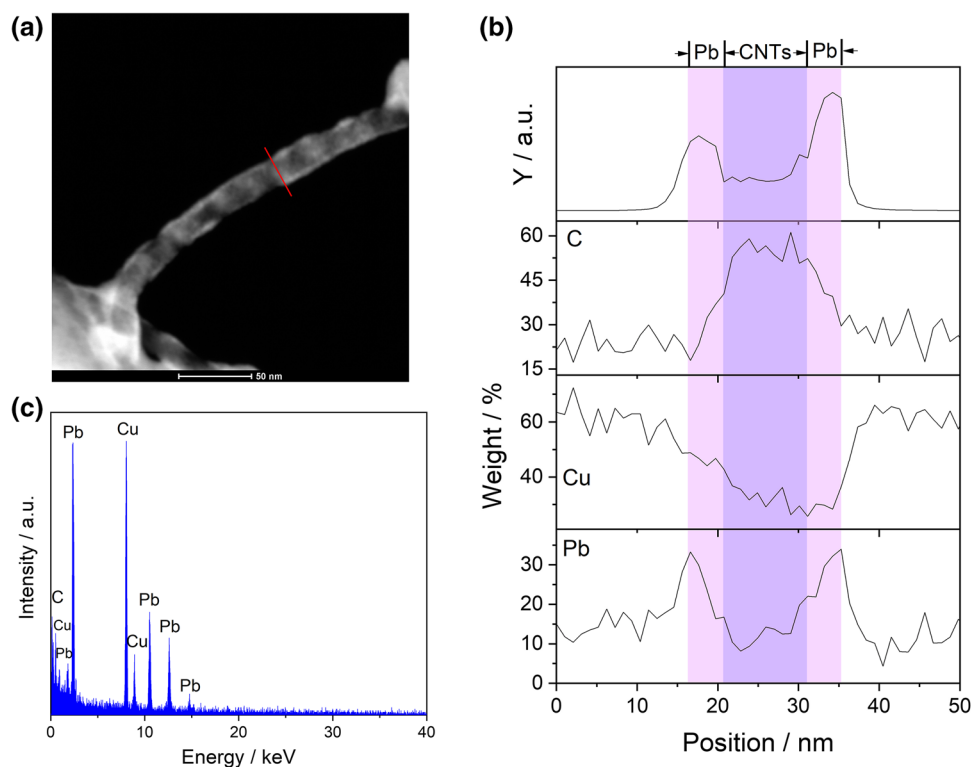 (a)
50 nm
(b)
Pb CNTs Pb
Y / a.u.
C
60
45
30
15
Weight / %
Cu
60
40
Pb
30
20
10
0
0 10 20 30 40 50
Position / nm
(c)
Intensity / a.u.
Pb
Cu
C
Cu
Pb
Cu
Pb
Pb
Pb
0 10 20 30 40
Energy / keV